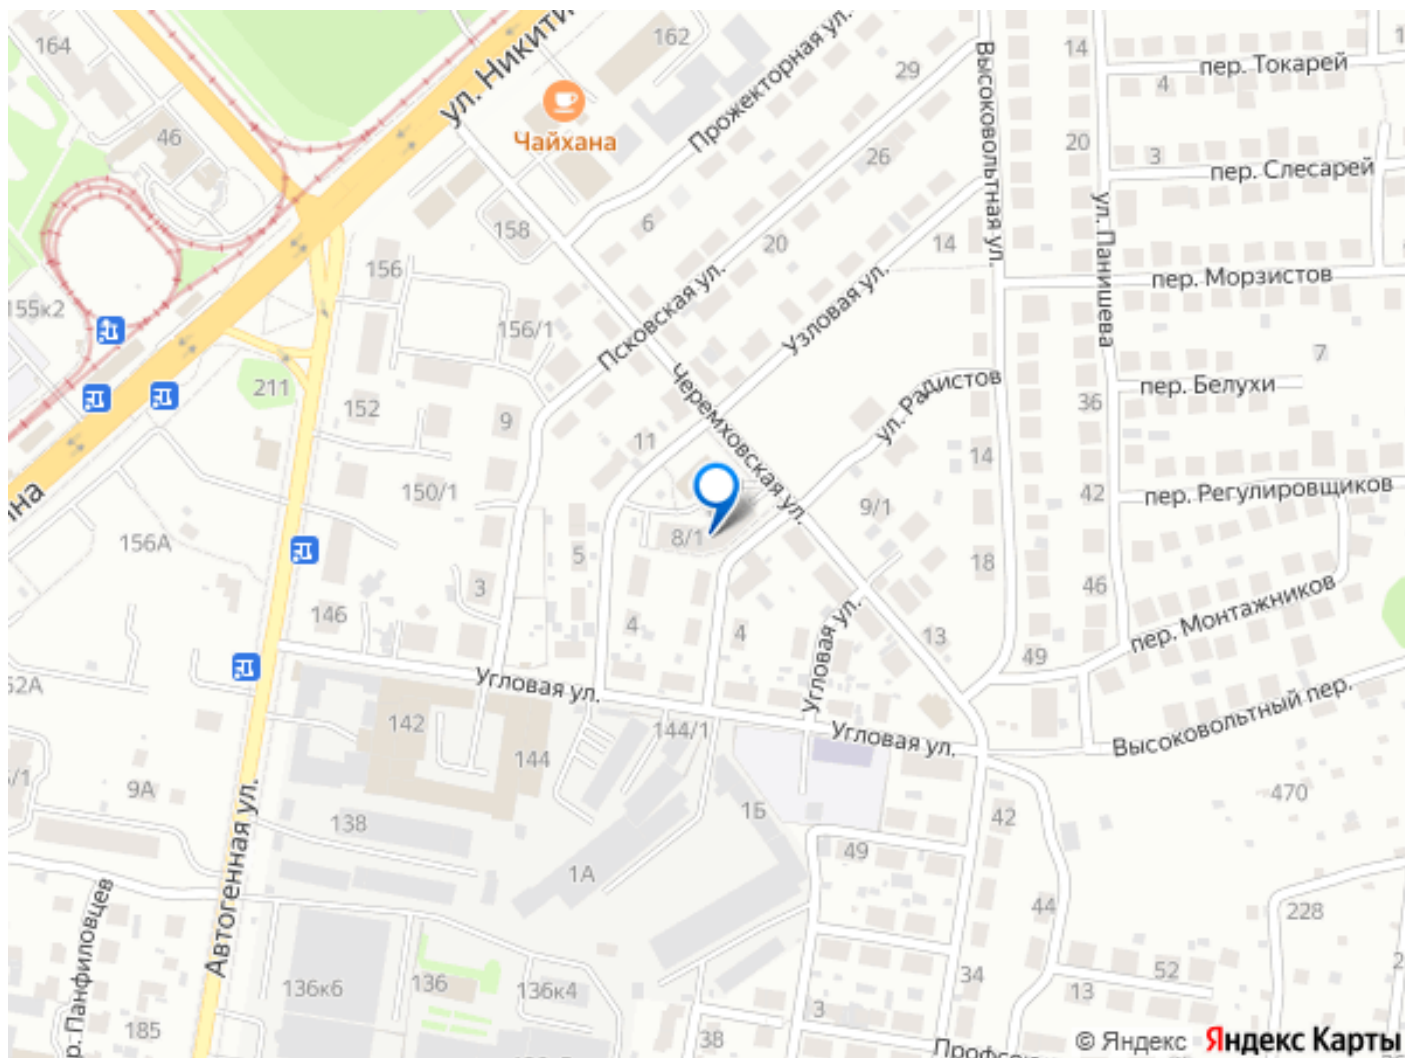 164
ул. Никити
162
Прожекторная ул.
29
Высоковольтная ул.
14
пер. Токарей
4
Чайхана
46
26
20
3
пер. Слесарей
158
6
20
14
ул. Панишева
156
пер. Морзистов
155к2
156/1
Псковская ул.
Узловая ул.
7
211
152
9
Черемховская ул.
ул. Радистов
пер. Белухи
36
11
14
150/1
42
пер. Регулировщиков
9/1
156А
8/1
5
18
46
3
146
4
4
Угловая ул.
13
пер. Монтажников
49
Угловая ул.
142
144/1
Угловая ул.
Высоковольтный пер.
144
9А
Автогенная ул.
138
1Б
42
470
49
1А
44
228
136к6
136
136к4
34
52
13
3
185
38
© Яндекс
Яндекс Карты